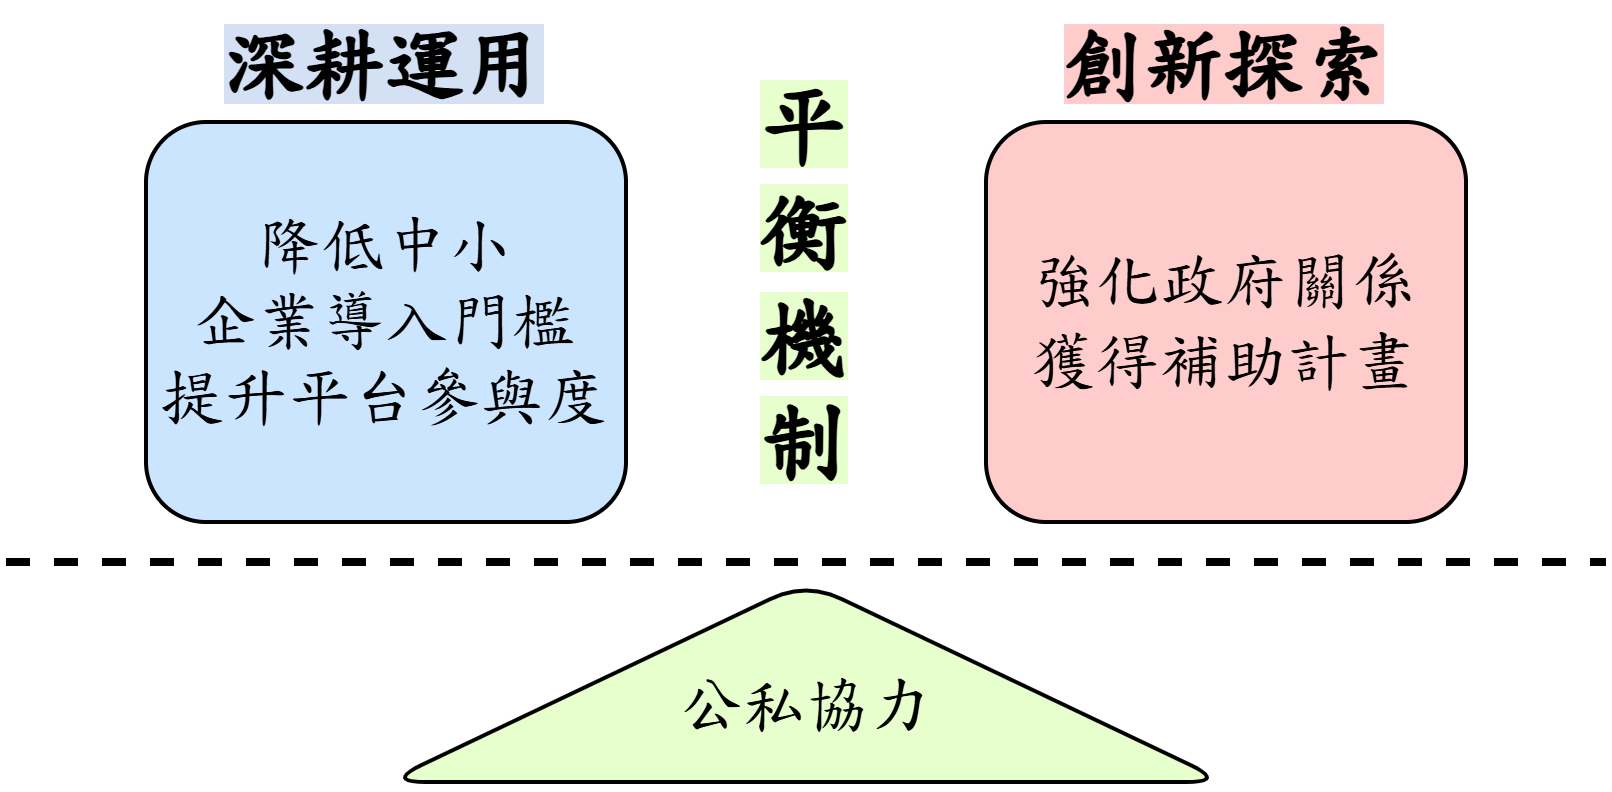 深耕運用
降低中小
企業導入門檻
提升平台參與度
平
衡
機
制
創新探索
強化政府關係
獲得補助計畫
公私協力